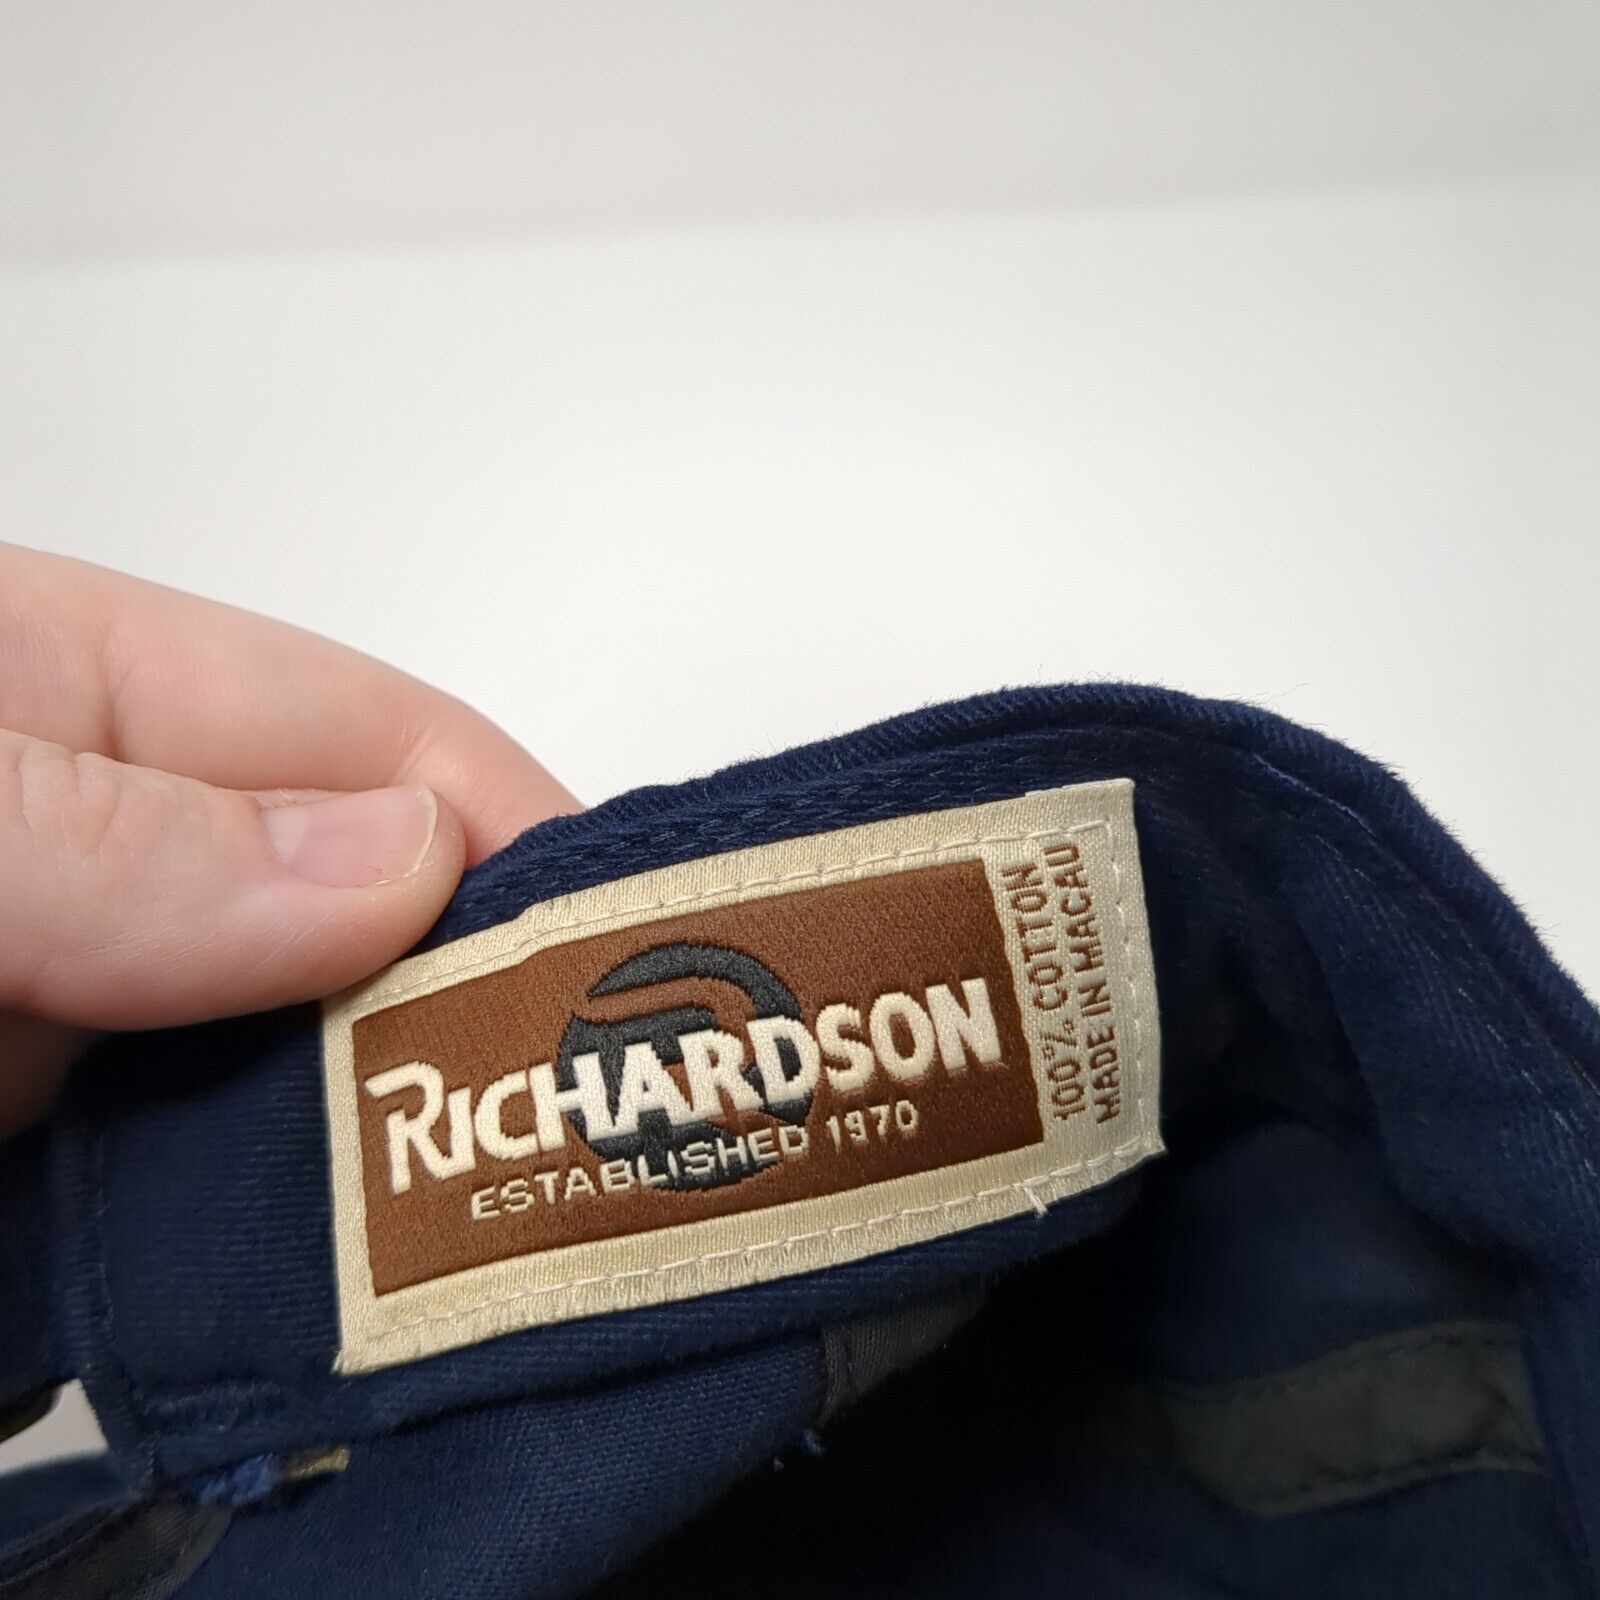 RICHARDSON
ESTABLISHED 1970
100% COTTON
MADE IN MACAU